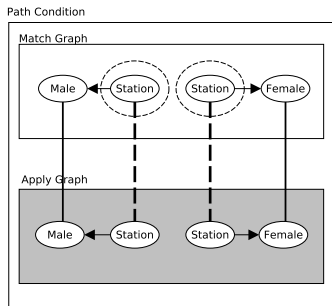 Path Condition
Match Graph
Male Station Station Female
Apply Graph
Male Station Station Female